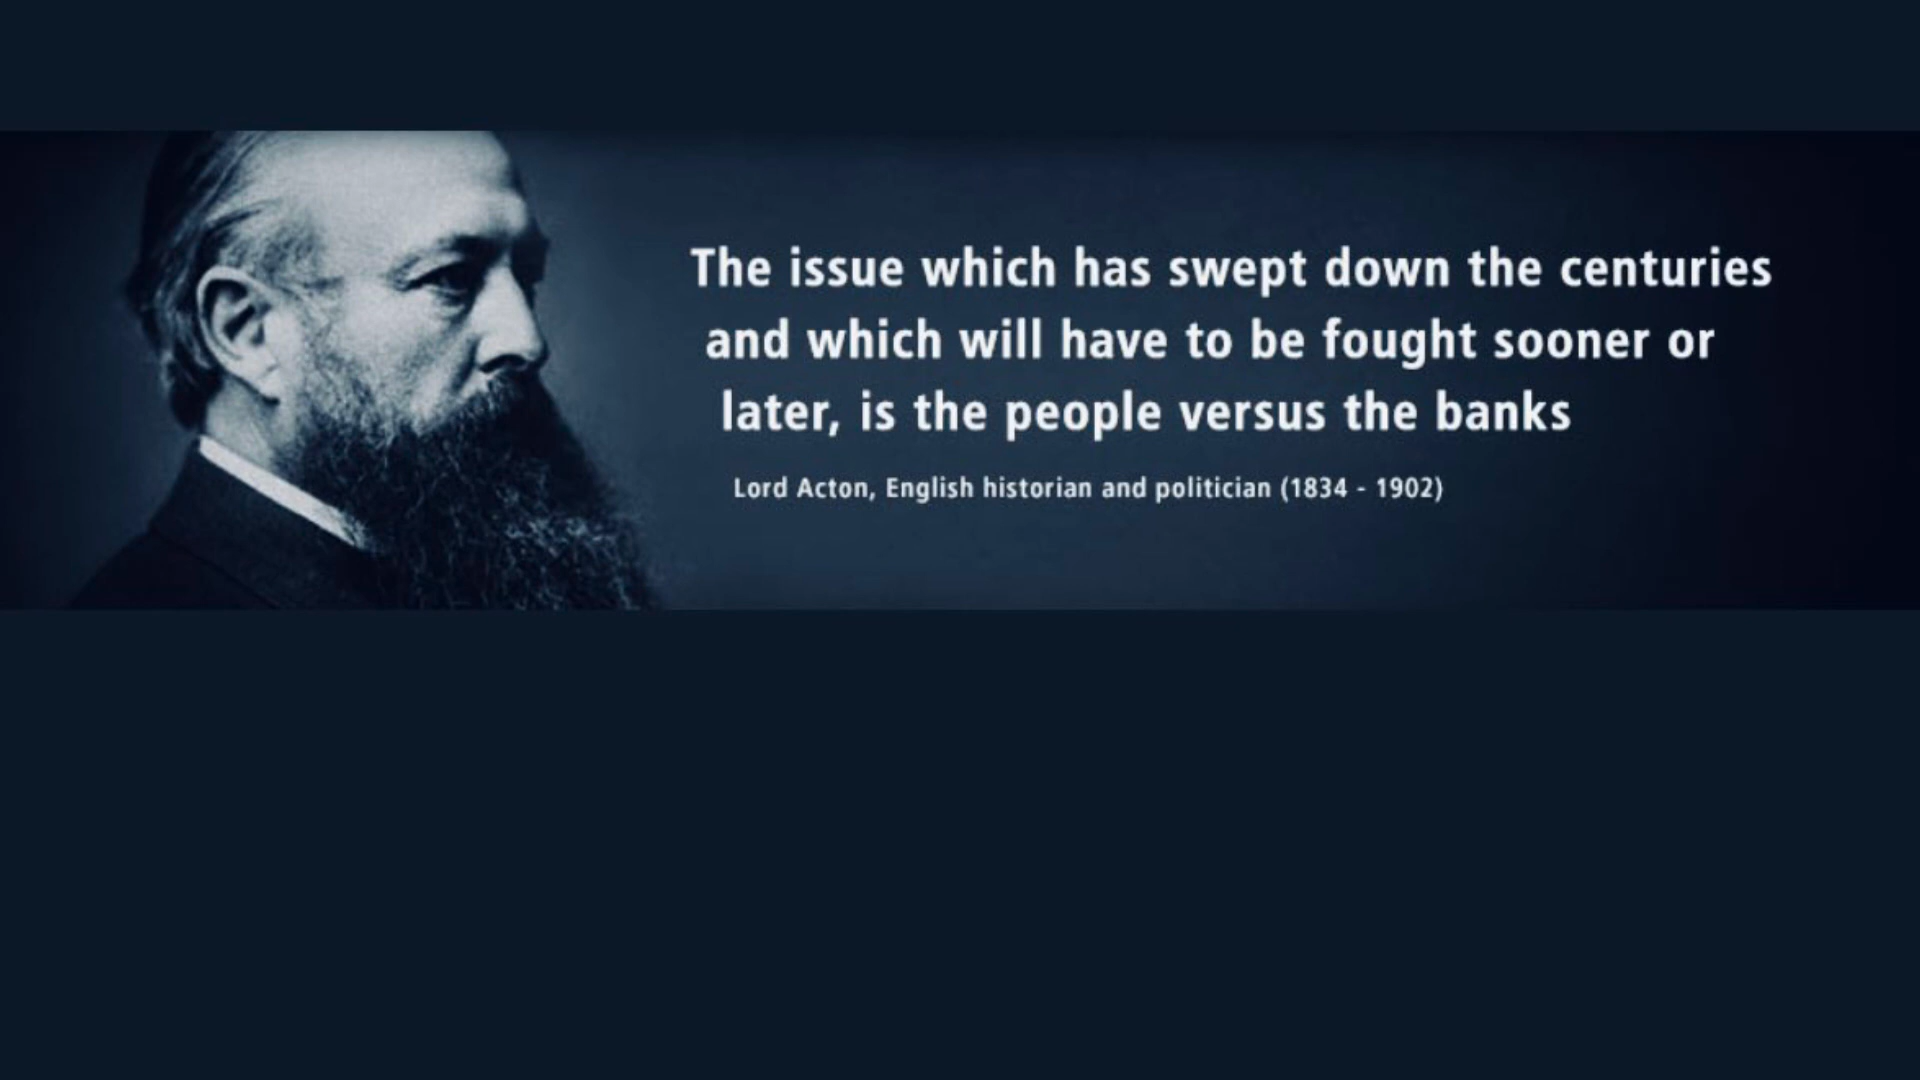 The issue which has swept down the centuries
and which will have to be fought sooner or
later, is the people versus the banks
Lord Acton, English historian and politician (1834 - 1902)